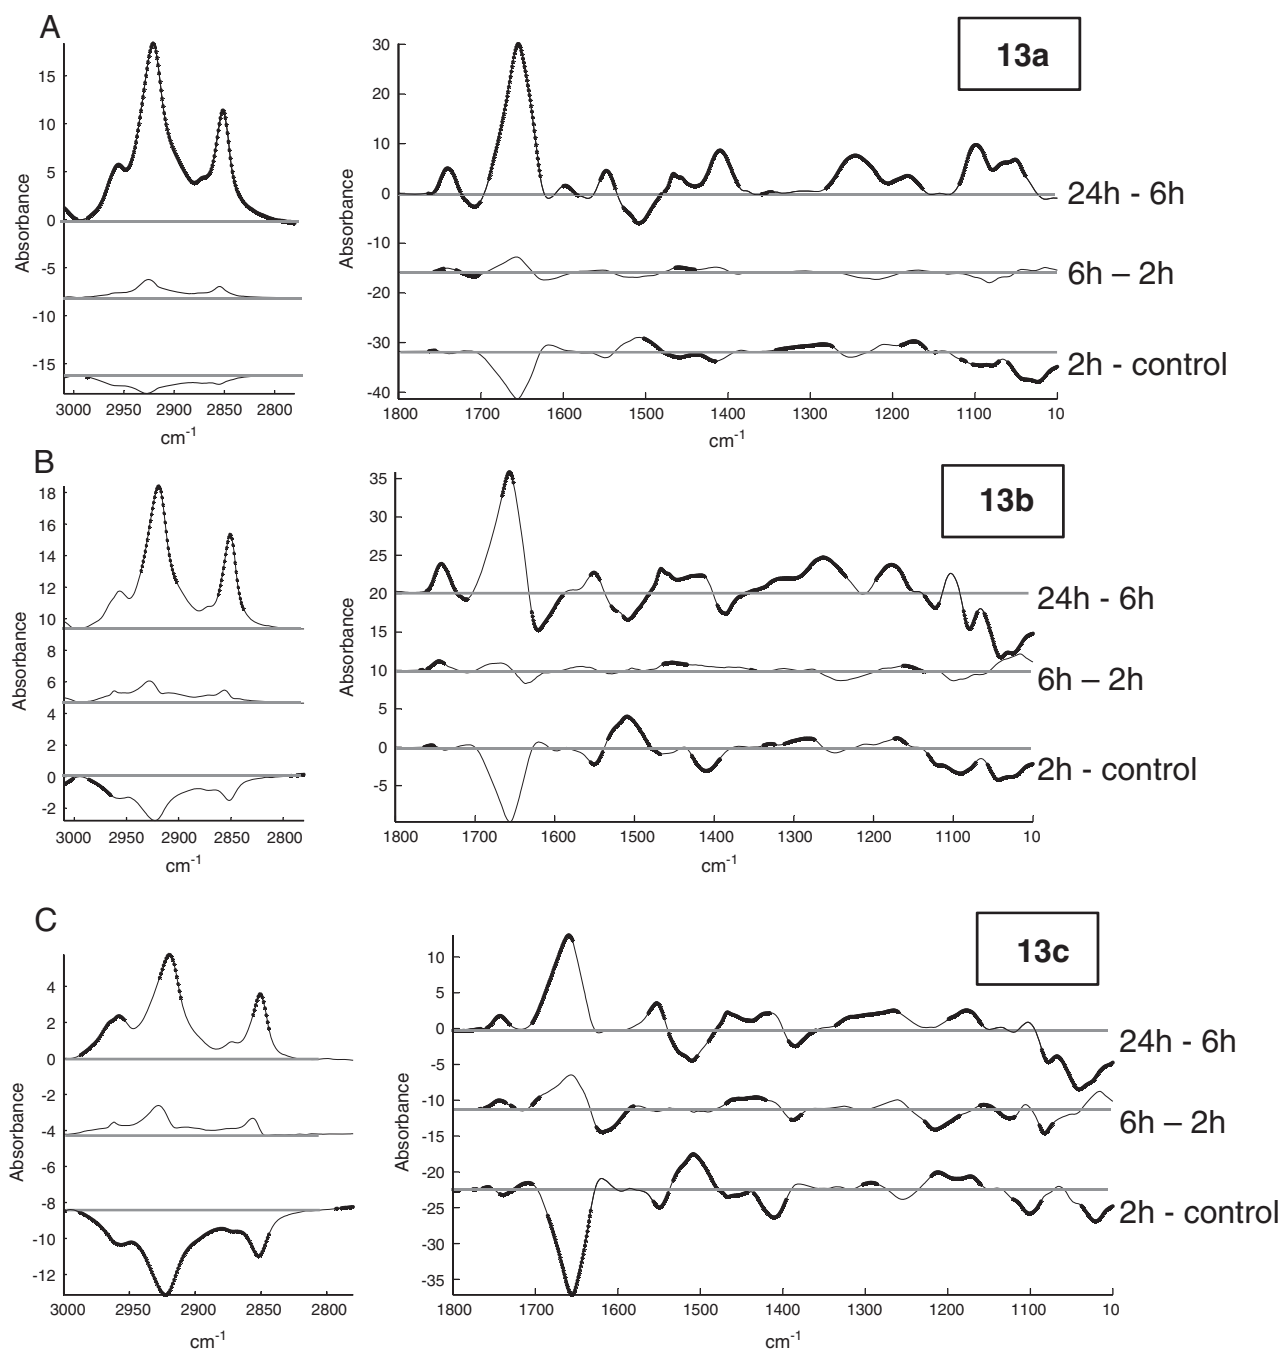 A
13a
15
10
5
0
-5
-10
-15
Absorbance
3000 2950 2900 2850 2800
cm-1
30
20
10
0
-10
-20
-30
-40
Absorbance
1800 1700 1600 1500 1400 1300 1200 1100 10
cm-1
24h - 6h
6h – 2h
2h - control
B
13b
18
16
14
12
10
8
6
4
2
0
-2
Absorbance
3000 2950 2900 2850 2800
cm-1
35
30
25
20
15
10
5
0
-5
Absorbance
1800 1700 1600 1500 1400 1300 1200 1100 10
cm-1
24h - 6h
6h – 2h
2h - control
C
13c
4
2
0
-2
-4
-6
-8
-10
-12
Absorbance
3000 2950 2900 2850 2800
cm-1
10
5
0
-5
-10
-15
-20
-25
-30
-35
Absorbance
1800 1700 1600 1500 1400 1300 1200 1100 10
cm-1
24h - 6h
6h – 2h
2h - control